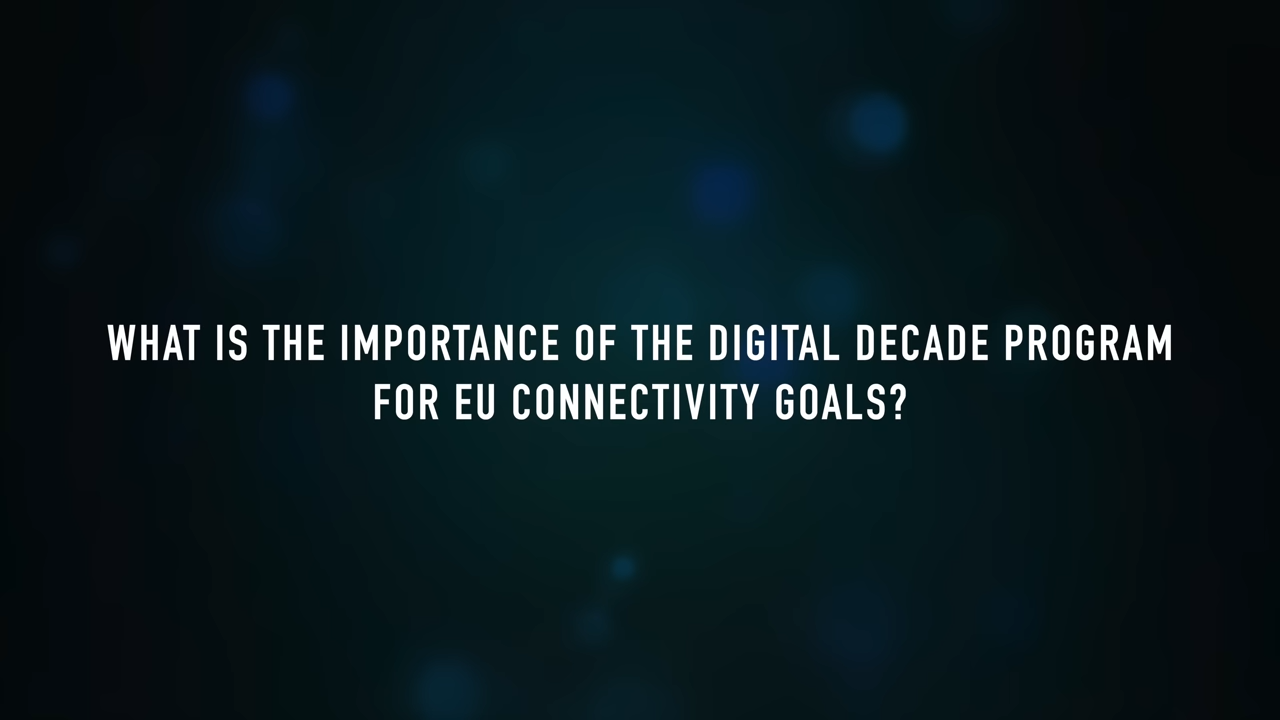 WHAT IS THE IMPORTANCE OF THE DIGITAL DECADE PROGRAM
FOR EU CONNECTIVITY GOALS?